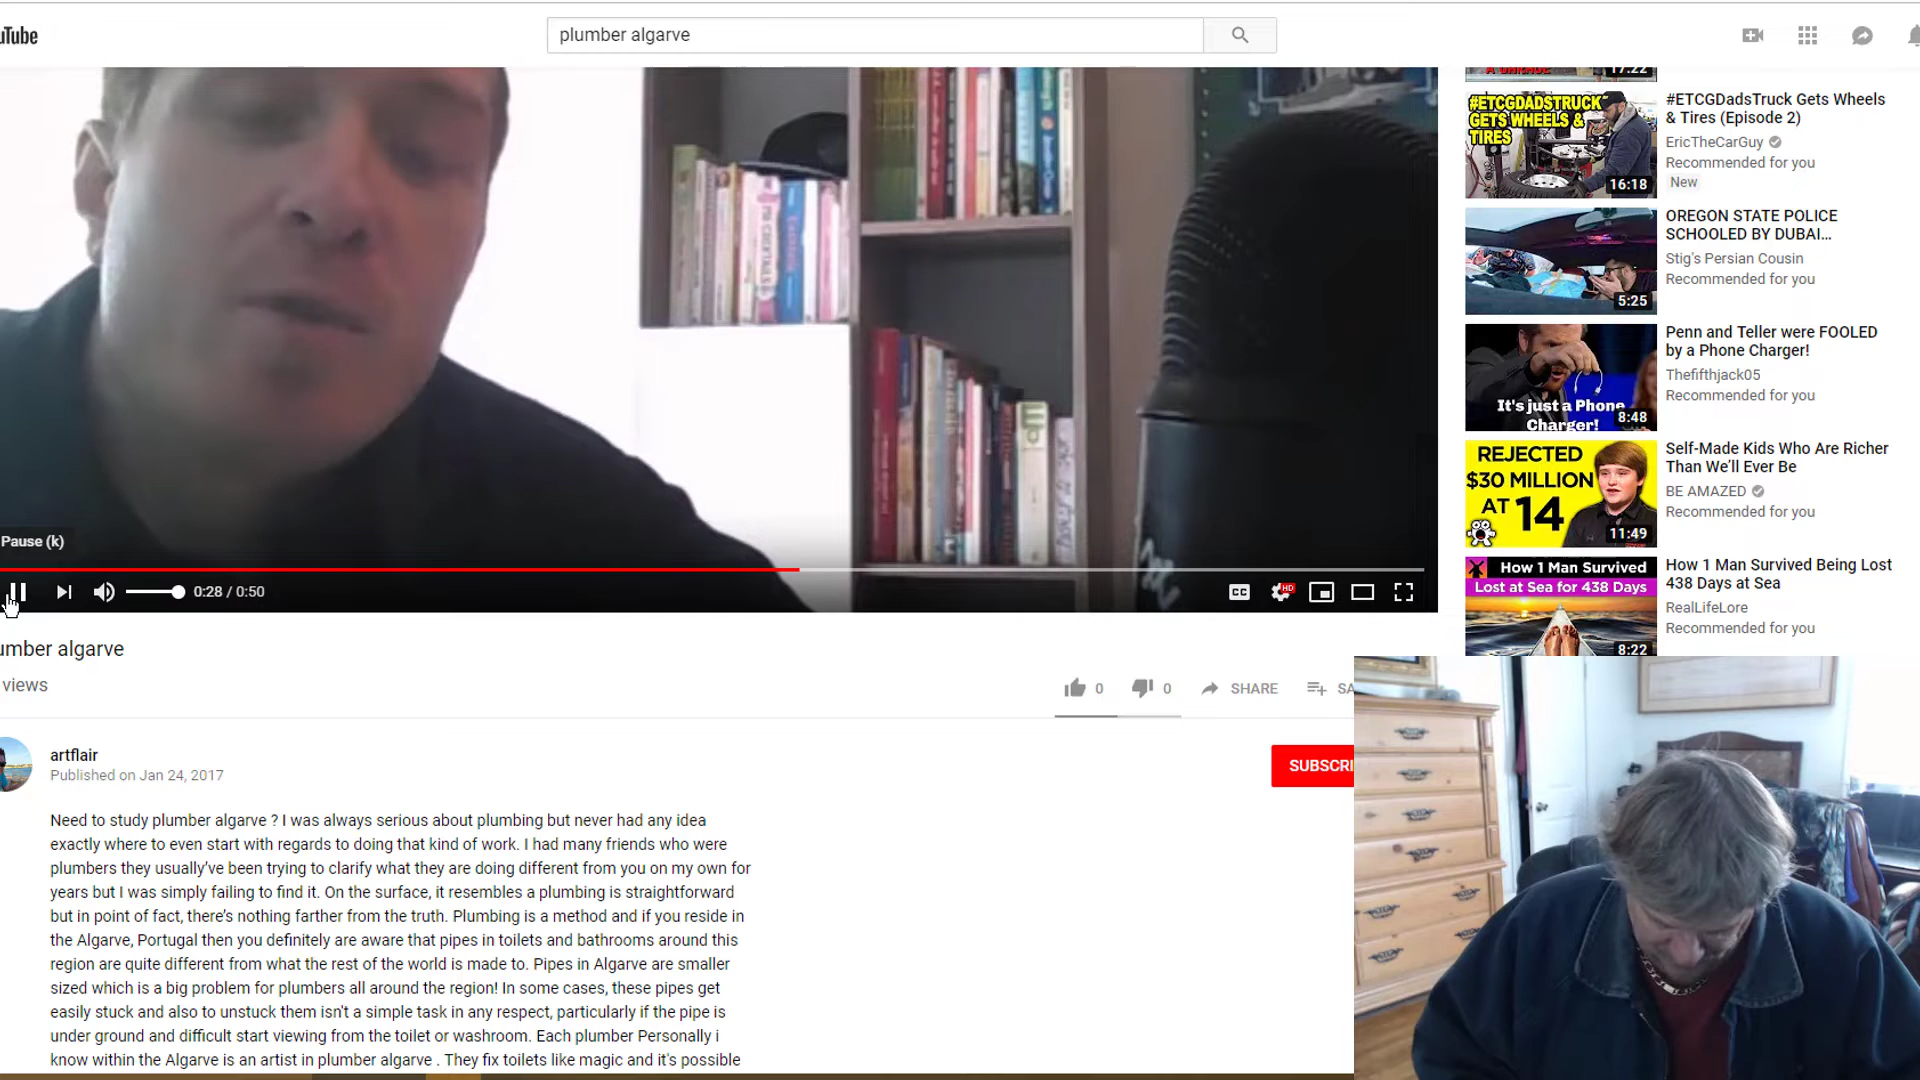 uTube
plumber algarve
Pause (k)
0:28 / 0:50
CC
HD
umber algarve
views
0
0
SHARE
SA
artflair
Published on Jan 24, 2017
SUBSCRI
Need to study plumber algarve ? I was always serious about plumbing but never had any idea
exactly where to even start with regards to doing that kind of work. I had many friends who were
plumbers they usually've been trying to clarify what they are doing different from you on my own for
years but I was simply failing to find it. On the surface, it resembles a plumbing is straightforward
but in point of fact, there's nothing farther from the truth. Plumbing is a method and if you reside in
the Algarve, Portugal then you definitely are aware that pipes in toilets and bathrooms around this
region are quite different from what the rest of the world is made to. Pipes in Algarve are smaller
sized which is a big problem for plumbers all around the region! In some cases, these pipes get
easily stuck and also to unstuck them isn't a simple task in any respect, particularly if the pipe is
under ground and difficult start viewing from the toilet or washroom. Each plumber Personally i
know within the Algarve is an artist in plumber algarve . They fix toilets like magic and it's possible
17:22
#ETCGDADSTRUCK
GETS WHEELS &
TIRES
16:18
#ETCGDadsTruck Gets Wheels
& Tires (Episode 2)
EricTheCarGuy
Recommended for you
New
5:25
OREGON STATE POLICE
SCHOOLED BY DUBAI...
Stig's Persian Cousin
Recommended for you
It's just a Phone
Charger!
8:48
Penn and Teller were FOOLED
by a Phone Charger!
Thefifthjack05
Recommended for you
REJECTED
$30 MILLION
AT 14
11:49
Self-Made Kids Who Are Richer
Than We'll Ever Be
BE AMAZED
Recommended for you
How 1 Man Survived
Lost at Sea for 438 Days
8:22
How 1 Man Survived Being Lost
438 Days at Sea
RealLifeLore
Recommended for you